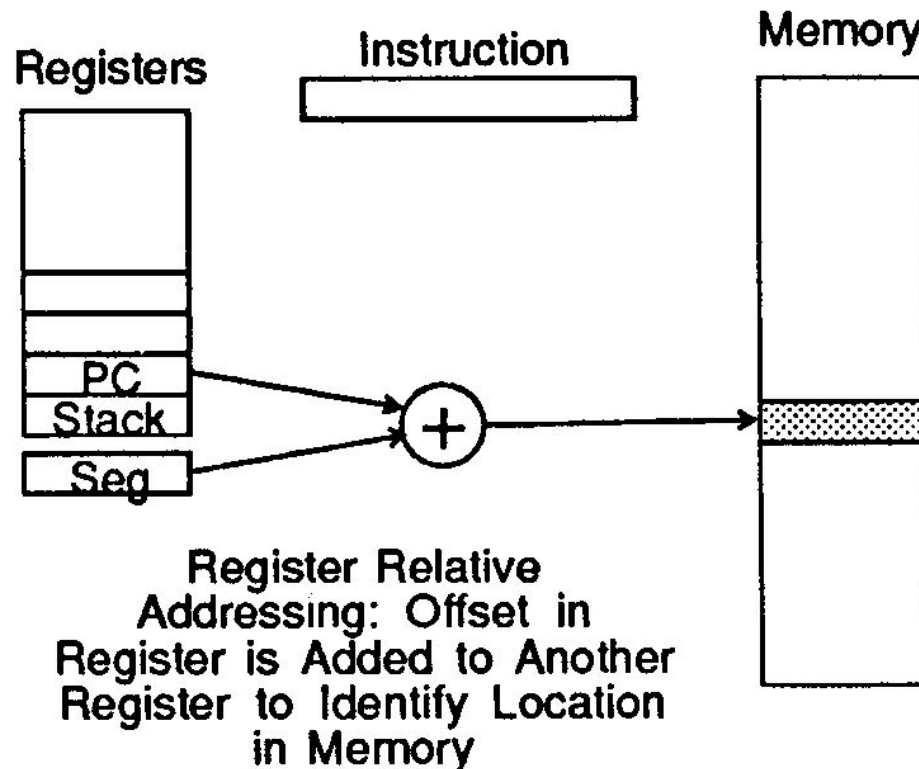 Registers
Instruction
Memory
PC
Stack
Seg
+
Register Relative
Addressing: Offset in
Register is Added to Another
Register to Identify Location
in Memory